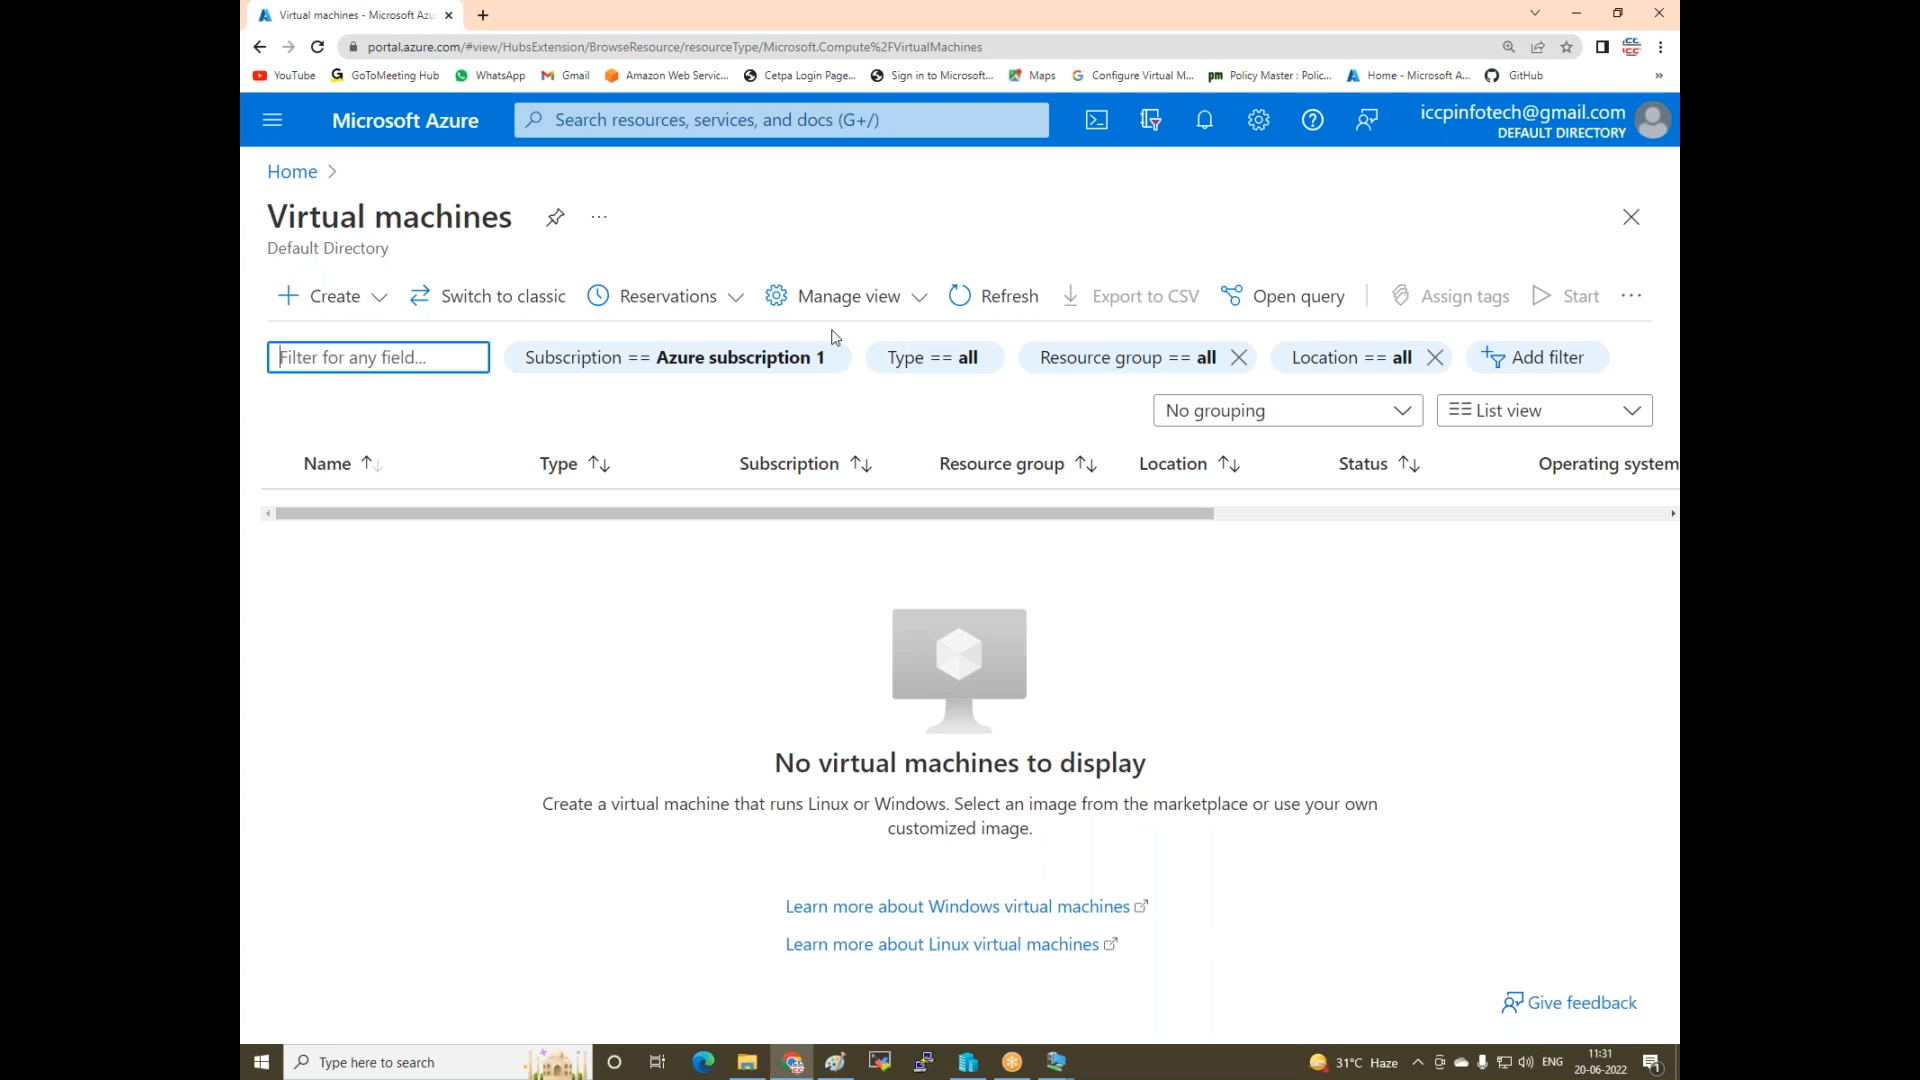 Virtual machines - Microsoft Azu
portal.azure.com/#view/HubsExtension/BrowseResource/resourceType/Microsoft.Compute%2FVirtualMachines
YouTube GoToMeeting Hub WhatsApp Gmail Amazon Web Servic... Cetpa Login Page... Sign in to Microsoft... Maps Configure Virtual M... pm Policy Master : Polic... Home - Microsoft A... GitHub »
Microsoft Azure Search resources, services, and docs (G+/) iccpinfotech@gmail.com
DEFAULT DIRECTORY
Home >
Virtual machines ...
Default Directory
Create Switch to classic Reservations Manage view Refresh Export to CSV Open query Assign tags Start ...
Filter for any field... Subscription == Azure subscription 1 Type == all Resource group == all Location == all Add filter
No grouping List view
Name Type Subscription Resource group Location Status Operating system
No virtual machines to display
Create a virtual machine that runs Linux or Windows. Select an image from the marketplace or use your own
customized image.
Learn more about Windows virtual machines
Learn more about Linux virtual machines
Give feedback
Type here to search 31°C Haze ENG 11:31
20-06-2022 1